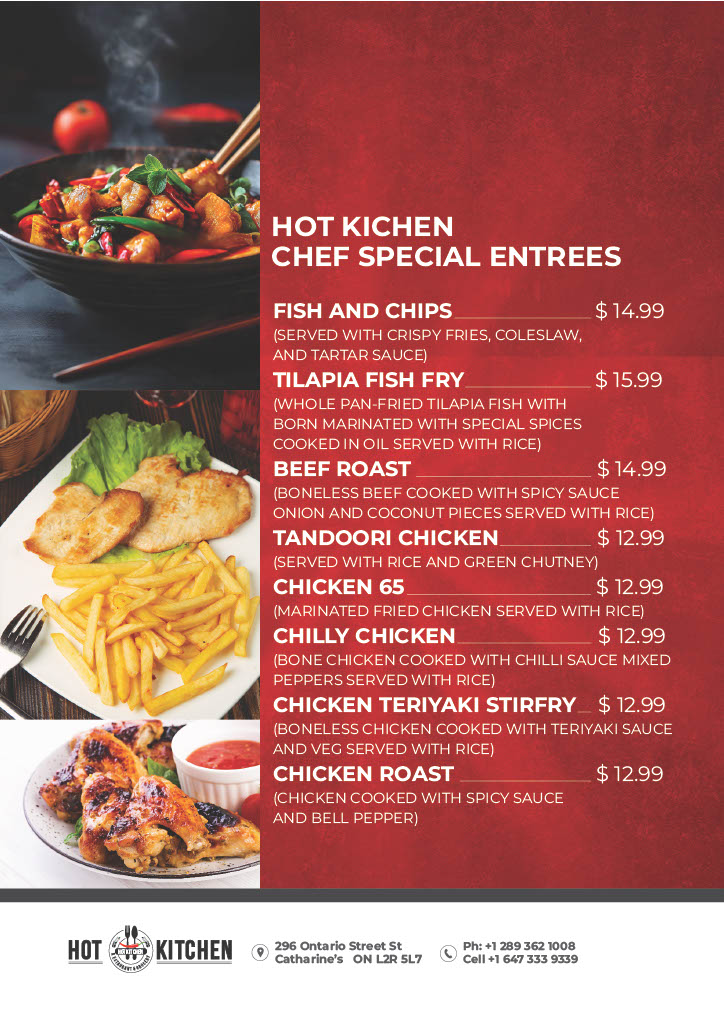 HOT KICHEN
CHEF SPECIAL ENTREES
FISH AND CHIPS $ 14.99
(SERVED WITH CRISPY FRIES, COLESLAW,
AND TARTAR SAUCE)
TILAPIA FISH FRY $ 15.99
(WHOLE PAN-FRIED TILAPIA FISH WITH
BORN MARINATED WITH SPECIAL SPICES
COOKED IN OIL SERVED WITH RICE)
BEEF ROAST $ 14.99
(BONELESS BEEF COOKED WITH SPICY SAUCE
ONION AND COCONUT PIECES SERVED WITH RICE)
TANDOORI CHICKEN $ 12.99
(SERVED WITH RICE AND GREEN CHUTNEY)
CHICKEN 65 $ 12.99
(MARINATED FRIED CHICKEN SERVED WITH RICE)
CHILLY CHICKEN $ 12.99
(BONE CHICKEN COOKED WITH CHILLI SAUCE MIXED
PEPPERS SERVED WITH RICE)
CHICKEN TERIYAKI STIRFRY $ 12.99
(BONELESS CHICKEN COOKED WITH TERIYAKI SAUCE
AND VEG SERVED WITH RICE)
CHICKEN ROAST $ 12.99
(CHICKEN COOKED WITH SPICY SAUCE
AND BELL PEPPER)
HOT KITCHEN
HOT KITCHEN
296 Ontario Street St
Catharine's ON L2R 5L7
Ph: +1 289 362 1008
Cell +1 647 333 9339